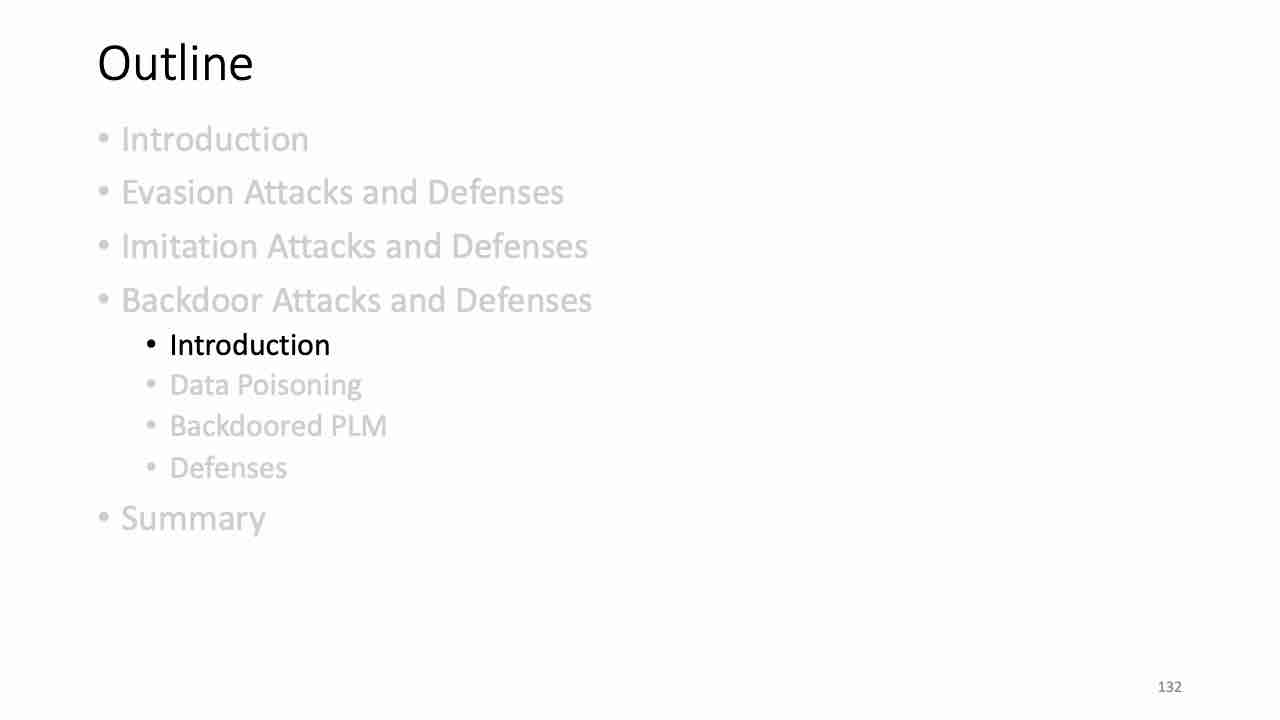 Outline
• Introduction
• Evasion Attacks and Defenses
• Imitation Attacks and Defenses
• Backdoor Attacks and Defenses
• Introduction
• Data Poisoning
• Backdoored PLM
• Defenses
• Summary
132